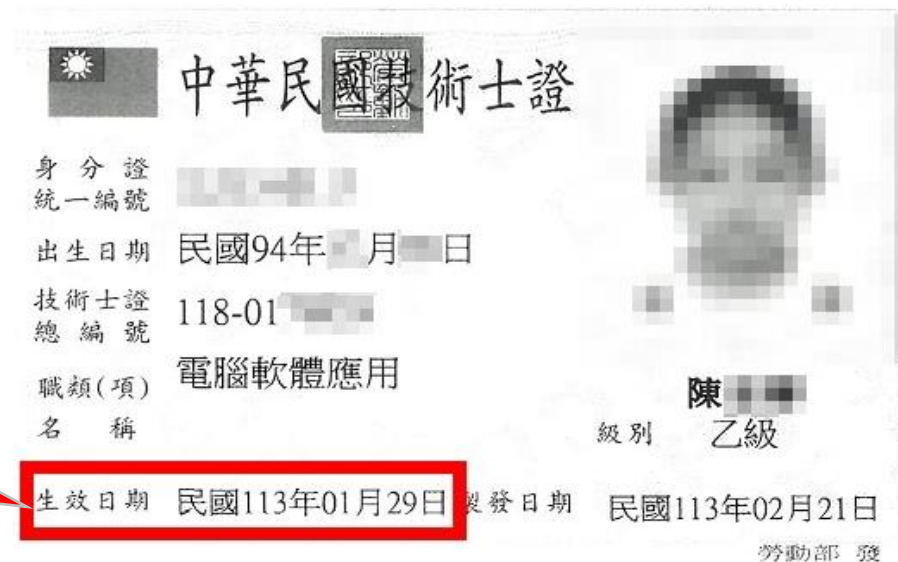 中華民國技術士證
身分證
統一編號
出生日期 民國94年 月 日
技術士證
總編號 118-01
職類(項)
名稱 電腦軟體應用
陳
級別 乙級
生效日期 民國113年01月29日 製發日期 民國113年02月21日
勞動部 發